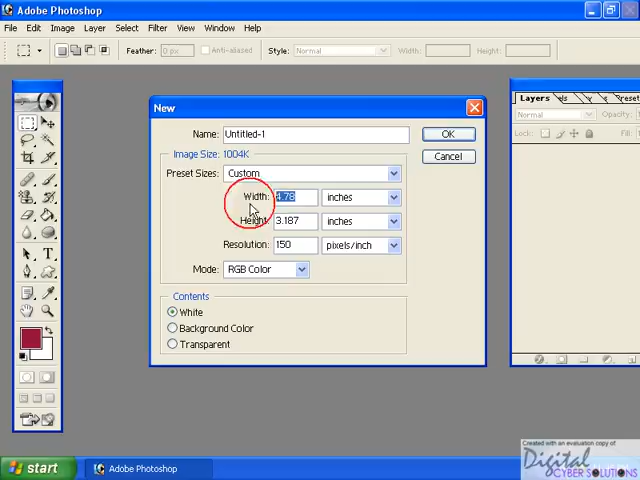 Adobe Photoshop
File Edit Image Layer Select Filter View Window Help
Feather: 0 px Anti-aliased Style: Normal Width: Height:
New
Name: Untitled-1
OK
Image Size: 1004K
Cancel
Preset Sizes: Custom
Width: 4.78 inches
Height: 3.187 inches
Resolution: 150 pixels/inch
Mode: RGB Color
Contents
White
Background Color
Transparent
Layers
Normal
Lock: Fill:
start Adobe Photoshop
Created with an evaluation copy of
Digital
CYBER SOLUTIONS